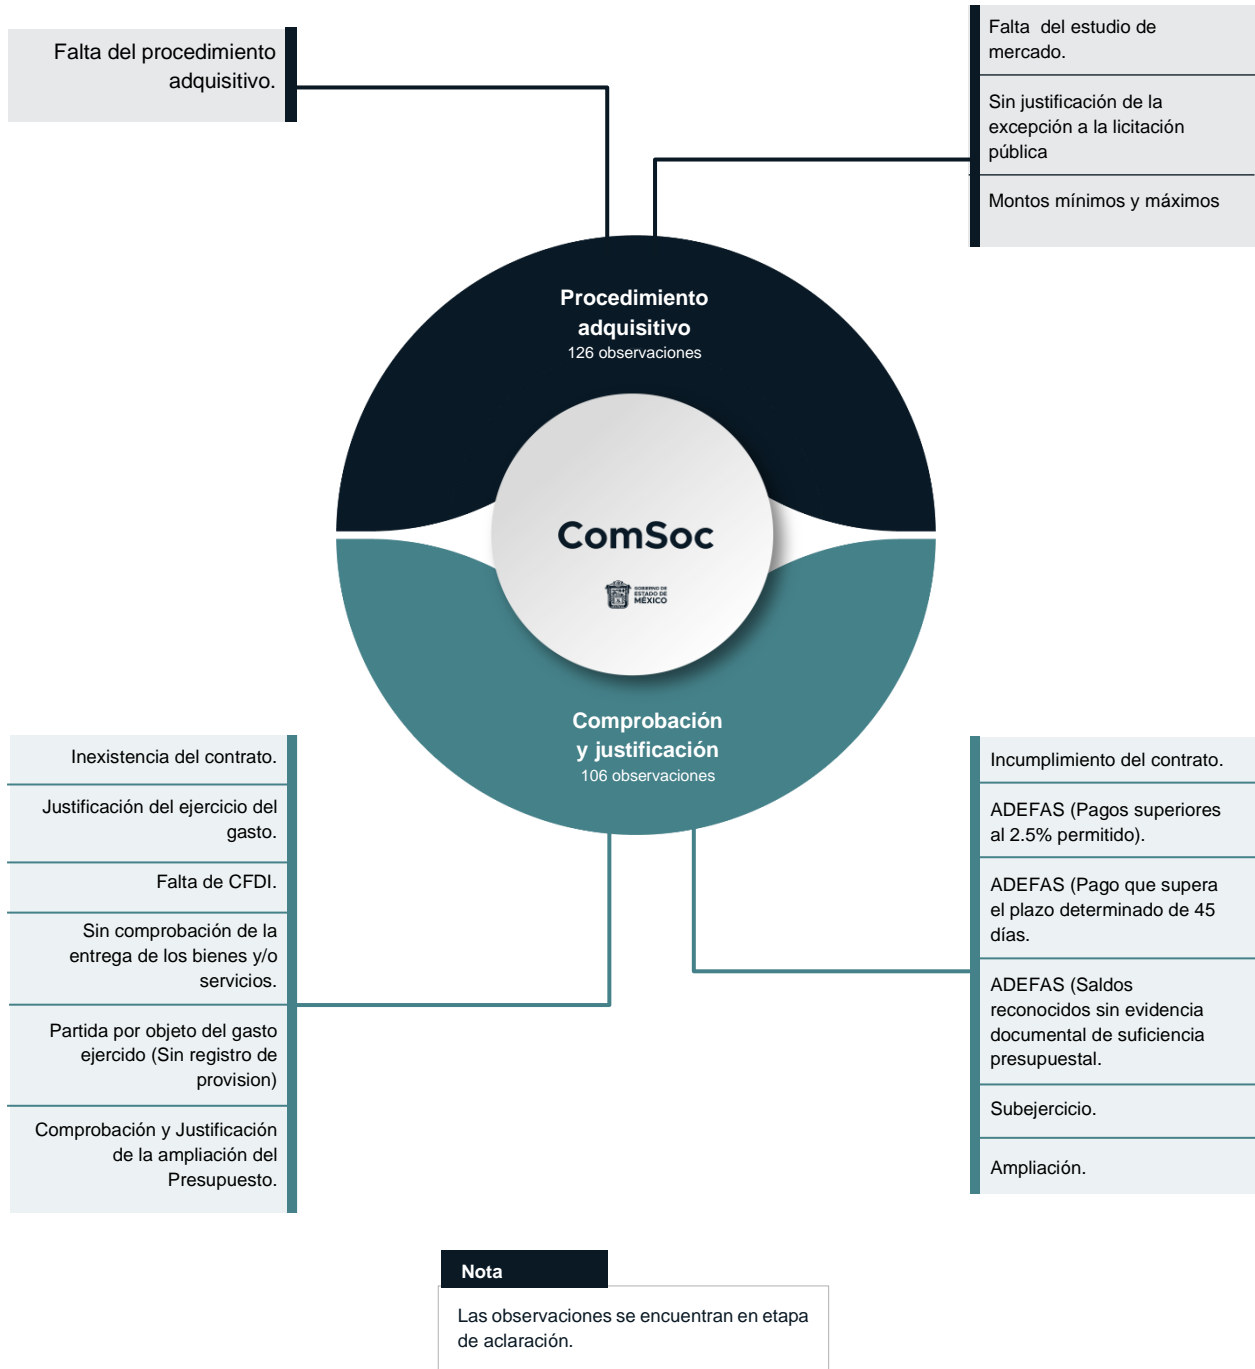 Falta del procedimiento
adquisitivo.
Falta del estudio de
mercado.
Sin justificación de la
excepción a la licitación
pública
Montos mínimos y máximos
Procedimiento
adquisitivo
126 observaciones
ComSoc
GOBIERNO DE
ESTADO DE
MÉXICO
Comprobación
y justificación
106 observaciones
Inexistencia del contrato.
Justificación del ejercicio del
gasto.
Falta de CFDI.
Sin comprobación de la
entrega de los bienes y/o
servicios.
Partida por objeto del gasto
ejercido (Sin registro de
provision)
Comprobación y Justificación
de la ampliación del
Presupuesto.
Incumplimiento del contrato.
ADEFAS (Pagos superiores
al 2.5% permitido).
ADEFAS (Pago que supera
el plazo determinado de 45
días.
ADEFAS (Saldos
reconocidos sin evidencia
documental de suficiencia
presupuestal.
Subejercicio.
Ampliación.
Nota
Las observaciones se encuentran en etapa
de aclaración.